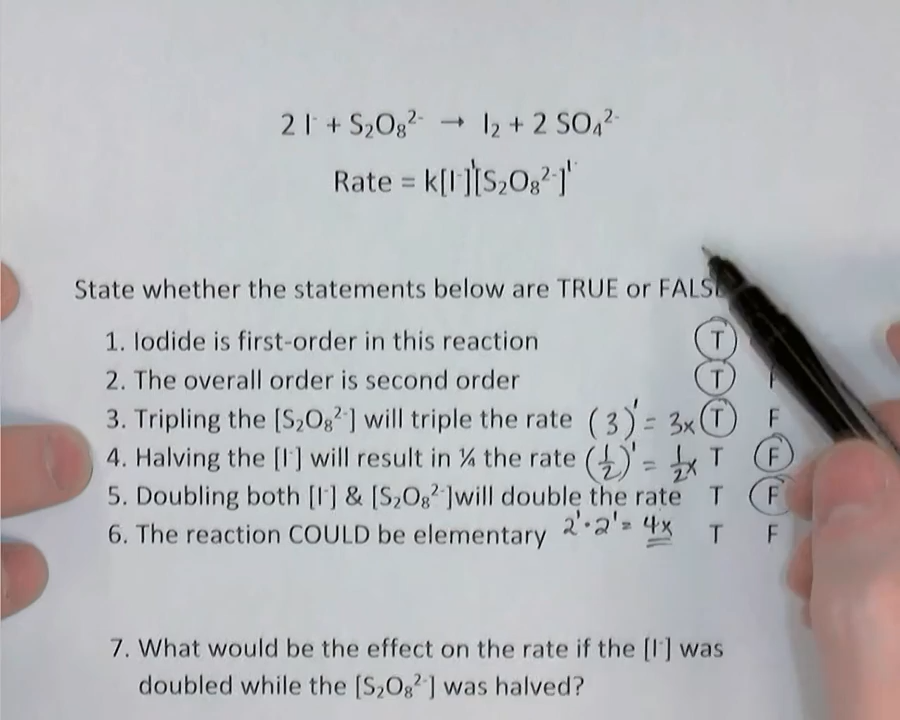 2 I⁻ + S₂O₈²⁻ → I₂ + 2 SO₄²⁻
Rate = k[I⁻]¹[S₂O₈²⁻]¹
State whether the statements below are TRUE or FALSE
1. Iodide is first-order in this reaction T
2. The overall order is second order T F
3. Tripling the [S₂O₈²⁻] will triple the rate (3)¹ = 3x T F
4. Halving the [I⁻] will result in ¼ the rate (½)¹ = ½x T F
5. Doubling both [I⁻] & [S₂O₈²⁻]will double the rate T F
6. The reaction COULD be elementary 2¹·2¹= 4x T F
7. What would be the effect on the rate if the [I⁻] was
doubled while the [S₂O₈²⁻] was halved?